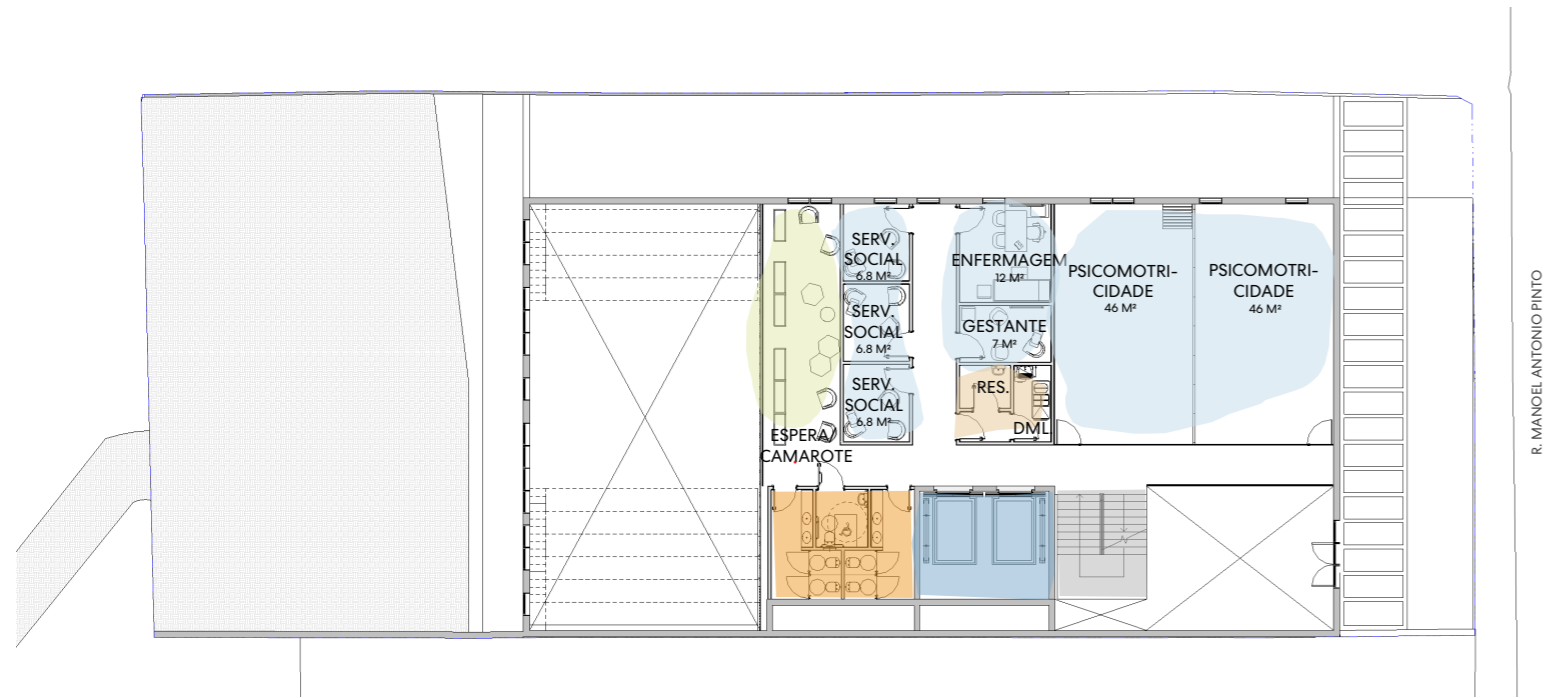 SERV.
SOCIAL
6.8 M²
SERV.
SOCIAL
6.8 M²
SERV.
SOCIAL
6.8 M²
ESPERA/
CAMAROTE
ENFERMAGEM
12 M²
GESTANTE
7 M²
RES.
DML
PSICOMOTRI-
CIDADE
46 M²
PSICOMOTRI-
CIDADE
46 M²
R. MANOEL ANTONIO PINTO